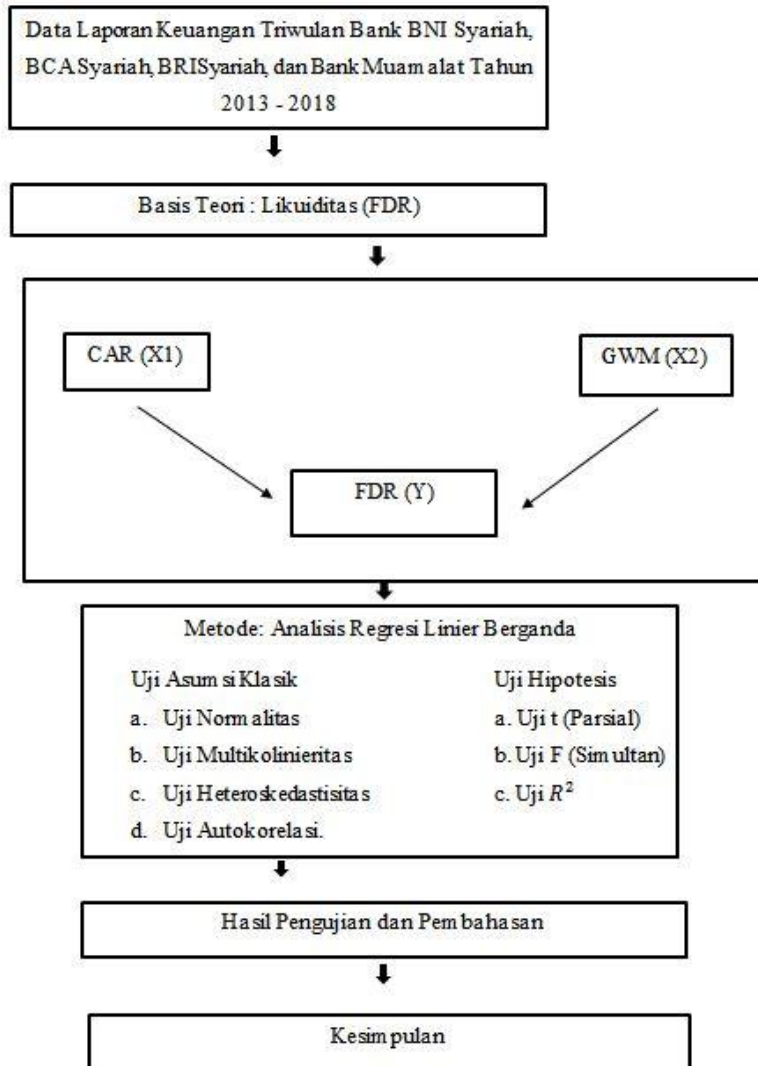 Data Laporan Keuangan Triwulan Bank BNI Syariah,
BCA Syariah, BRISyariah, dan Bank Muamalat Tahun
2013 - 2018
Basis Teori : Likuiditas (FDR)
CAR (X1)
GWM (X2)
FDR (Y)
Metode: Analisis Regresi Linier Berganda
Uji Asumsi Klasik
a. Uji Normalitas
b. Uji Multikolinieritas
c. Uji Heteroskedastisitas
d. Uji Autokorelasi.
Uji Hipotesis
a. Uji t (Parsial)
b. Uji F (Simultan)
c. Uji R²
Hasil Pengujian dan Pembahasan
Kesimpulan